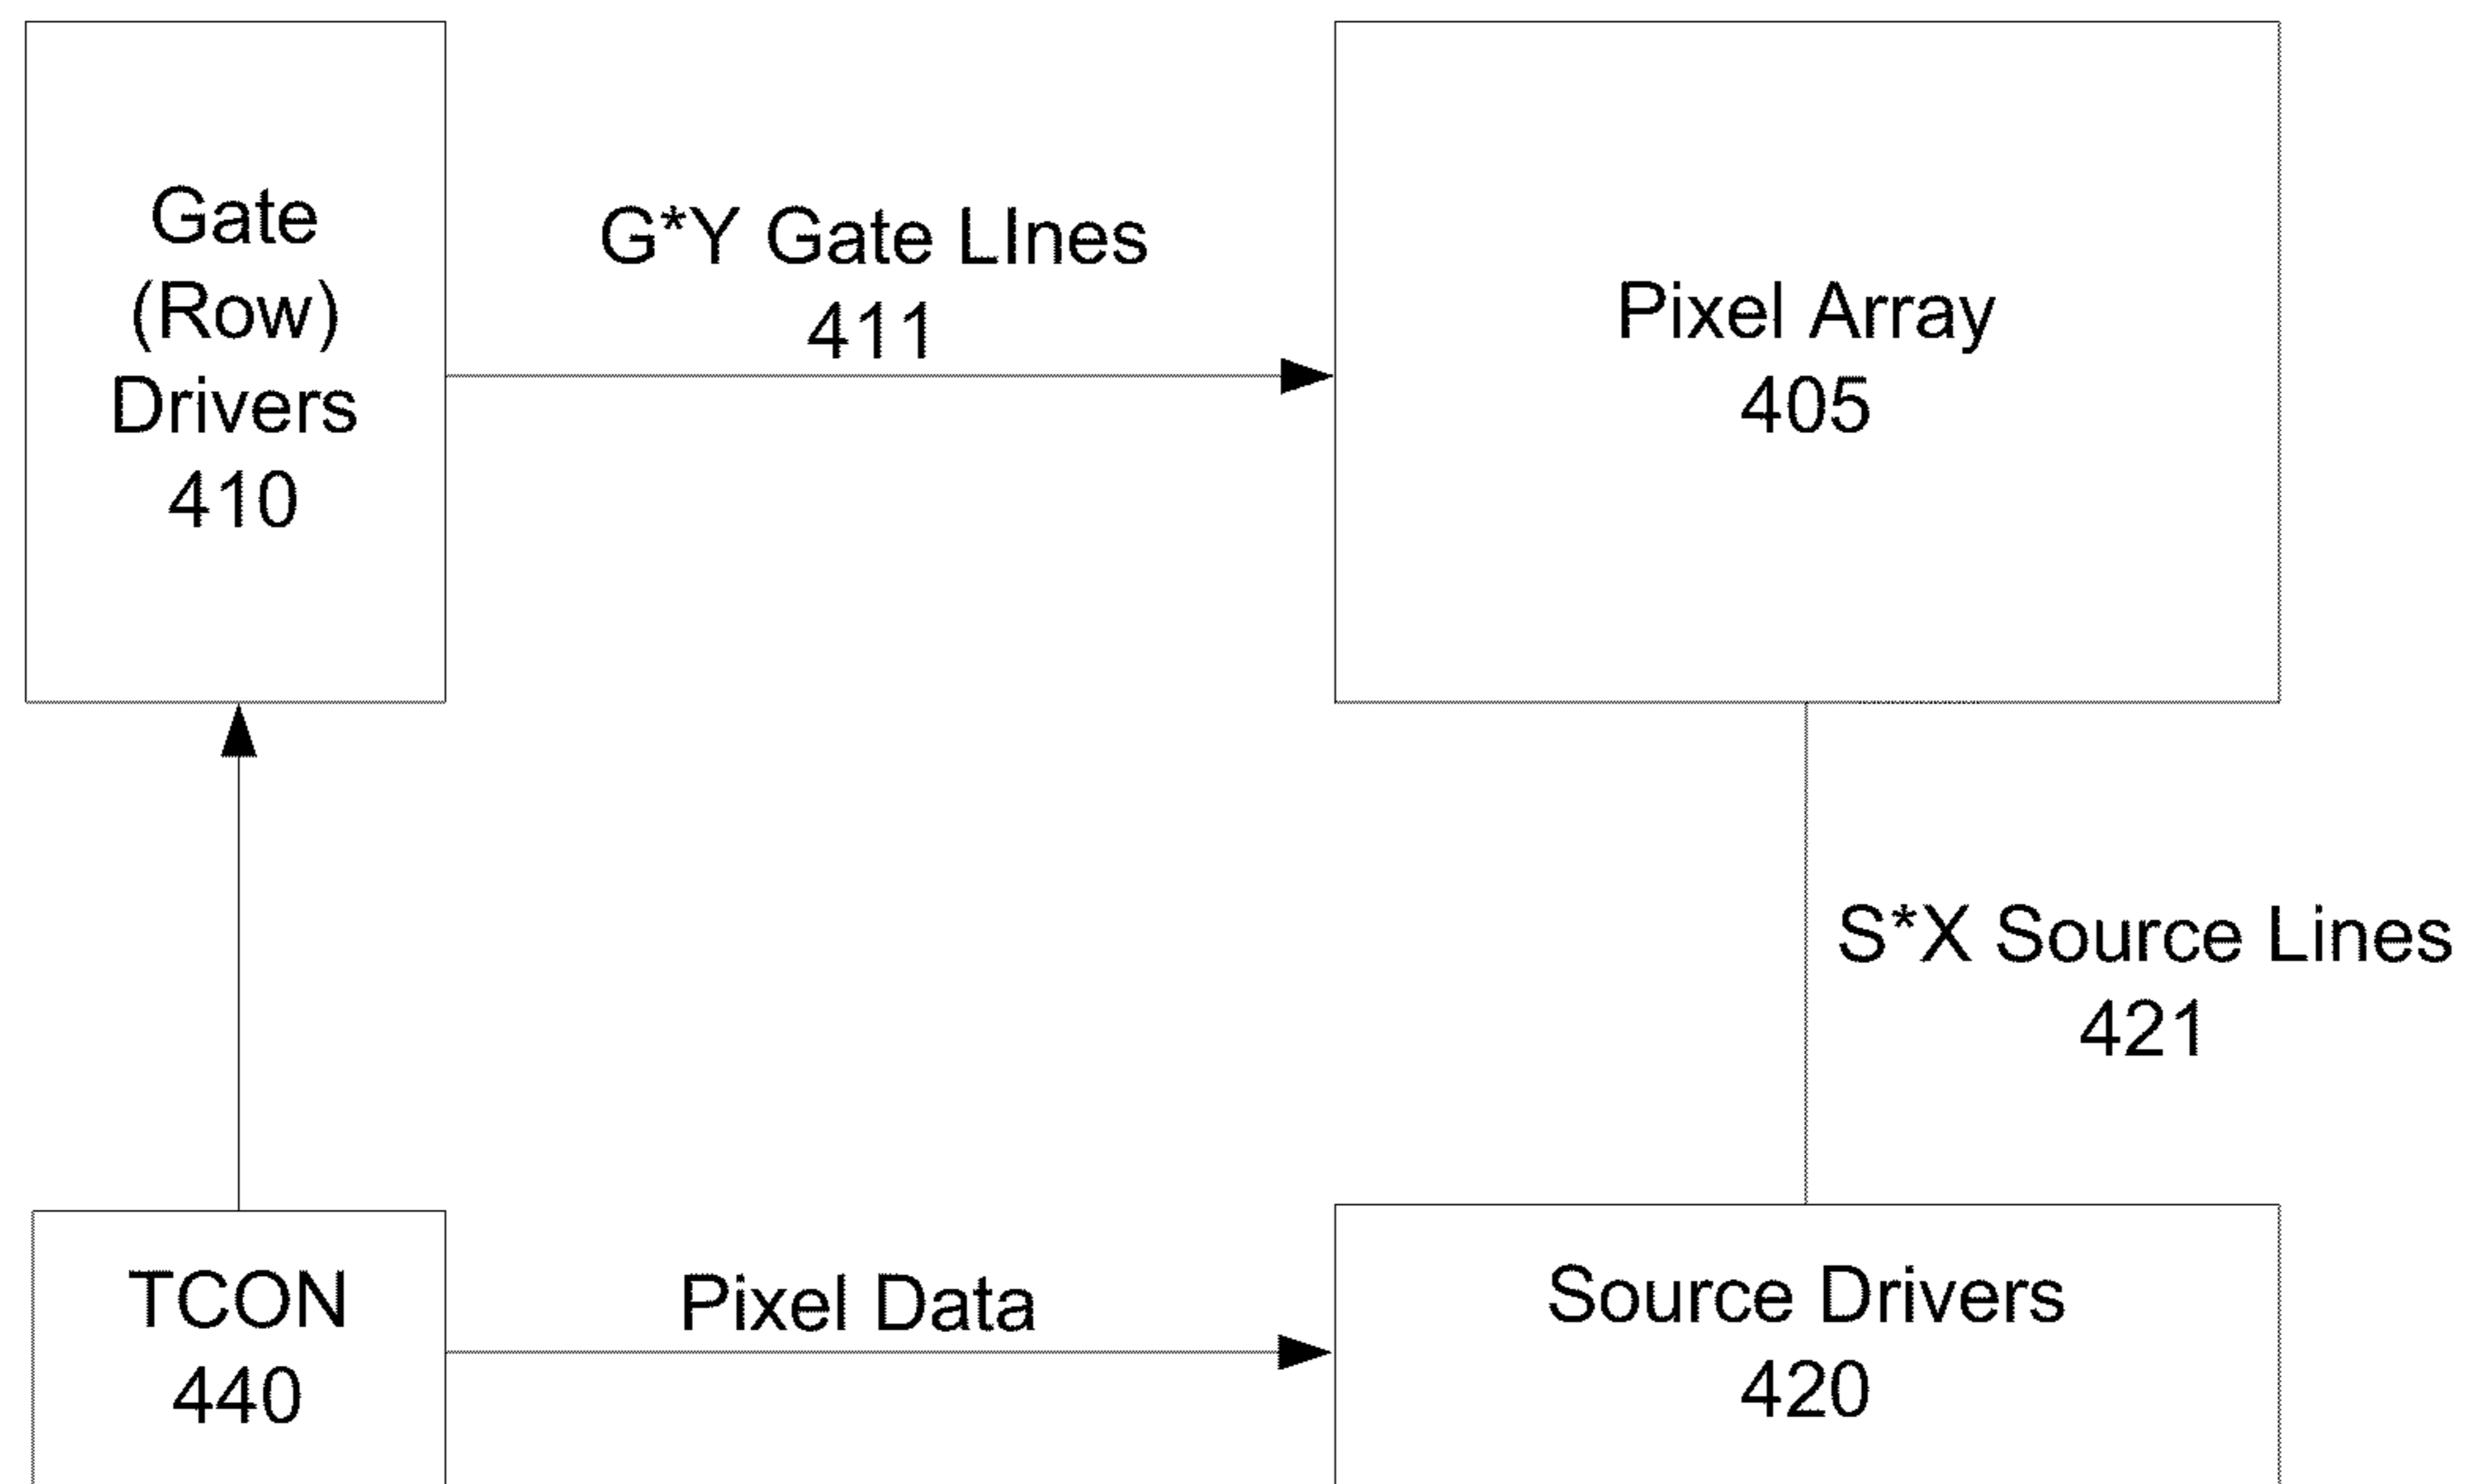 Gate
(Row)
Drivers
410
G*Y Gate LInes
411
Pixel Array
405
S*X Source Lines
421
TCON
440
Pixel Data
Source Drivers
420